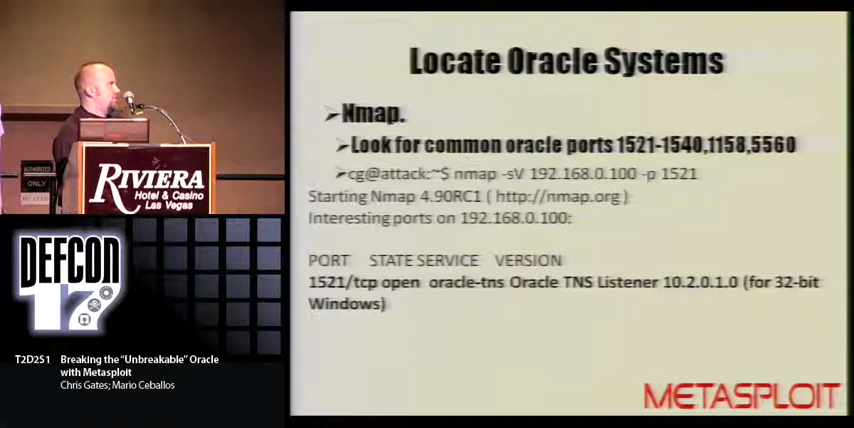 Locate Oracle Systems
➢Nmap.
➢Look for common oracle ports 1521-1540,1158,5560
➢cg@attack:~$ nmap -sV 192.168.0.100 -p 1521
Starting Nmap 4.90RC1 ( http://nmap.org )
Interesting ports on 192.168.0.100:
PORT STATE SERVICE VERSION
1521/tcp open oracle-tns Oracle TNS Listener 10.2.0.1.0 (for 32-bit
Windows)
METASPLOIT
AUTHORIZED
ONLY
RIVIERA
Hotel & Casino
Las Vegas
DEFCON
17
T2D2S1 Breaking the "Unbreakable" Oracle
with Metasploit
Chris Gates; Mario Ceballos